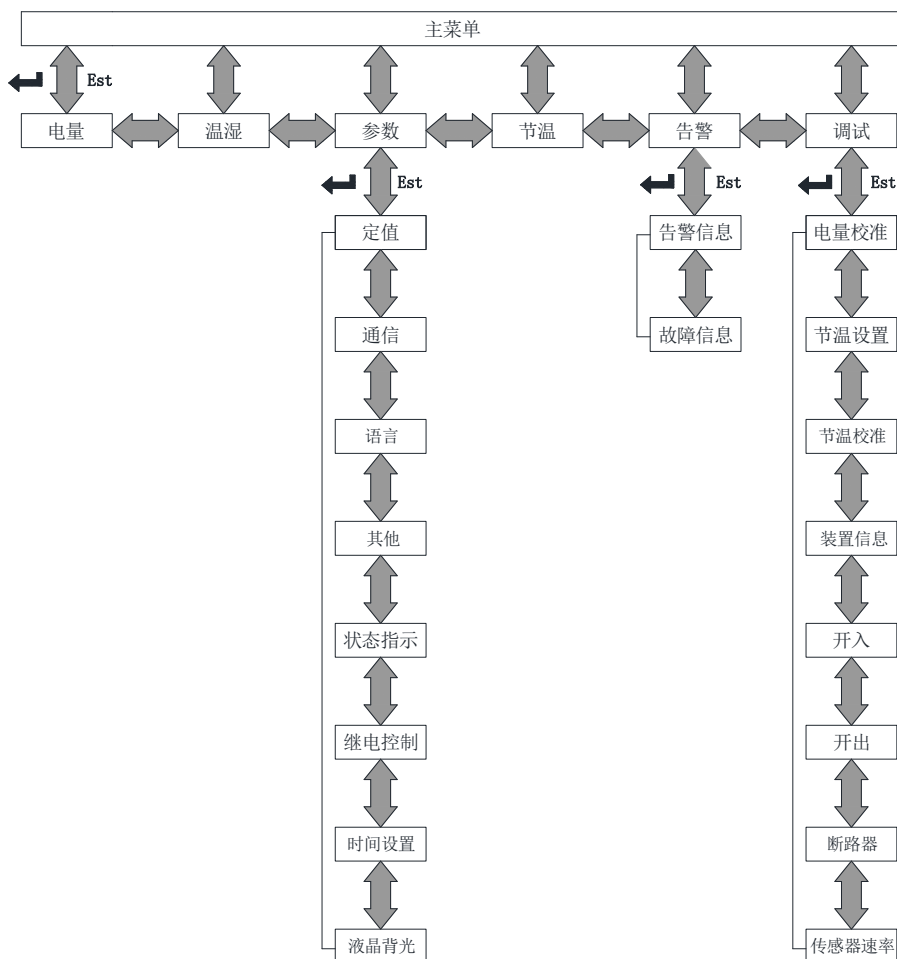 主菜单
Est
电量
温湿
参数
节温
告警
调试
Est
Est
Est
定值
告警信息
电量校准
通信
故障信息
节温设置
语言
节温校准
其他
装置信息
状态指示
开入
继电控制
开出
时间设置
断路器
液晶背光
传感器速率